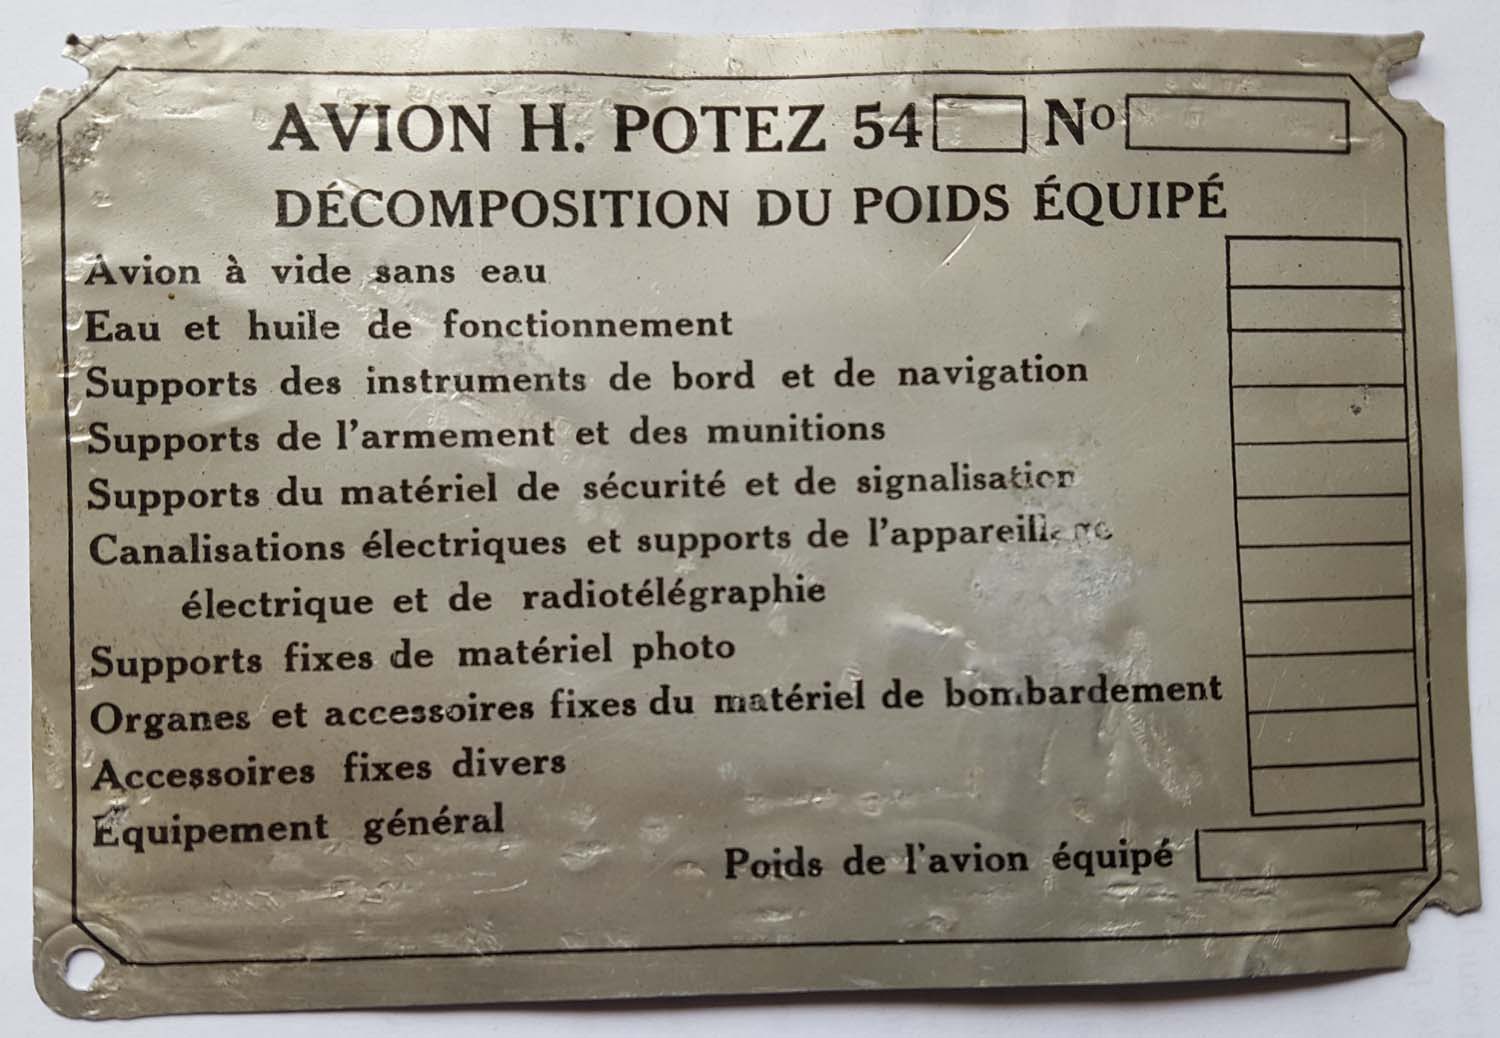 AVION H. POTEZ 54 No
DÉCOMPOSITION DU POIDS ÉQUIPÉ
Avion à vide sans eau
Eau et huile de fonctionnement
Supports des instruments de bord et de navigation
Supports de l'armement et des munitions
Supports du matériel de sécurité et de signalisation
Canalisations électriques et supports de l'appareillage
électrique et de radiotélégraphie
Supports fixes de matériel photo
Organes et accessoires fixes du matériel de bombardement
Accessoires fixes divers
Équipement général
Poids de l'avion équipé